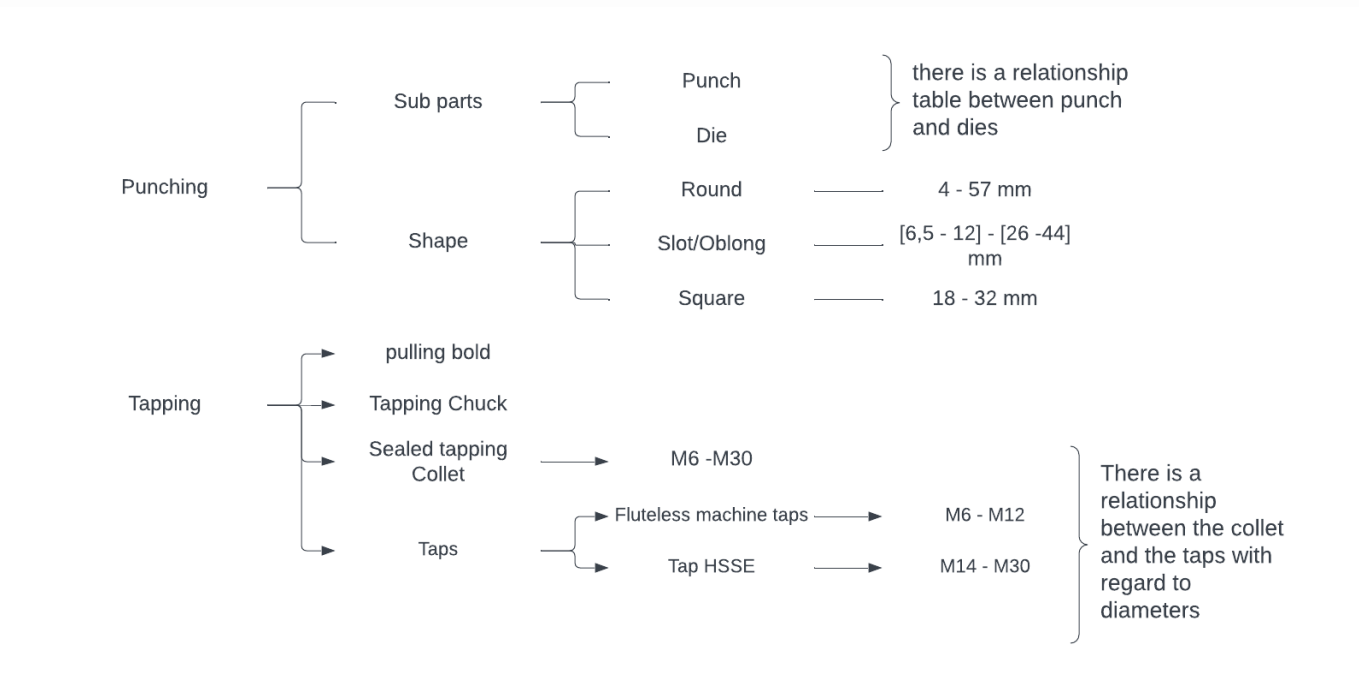 Punching
Sub parts
Punch
Die
there is a relationship
table between punch
and dies
Shape
Round
4 - 57 mm
Slot/Oblong
[6,5 - 12] - [26 -44]
mm
Square
18 - 32 mm
Tapping
pulling bold
Tapping Chuck
Sealed tapping
Collet
M6 -M30
Taps
Fluteless machine taps
M6 - M12
Tap HSSE
M14 - M30
There is a
relationship
between the collet
and the taps with
regard to
diameters